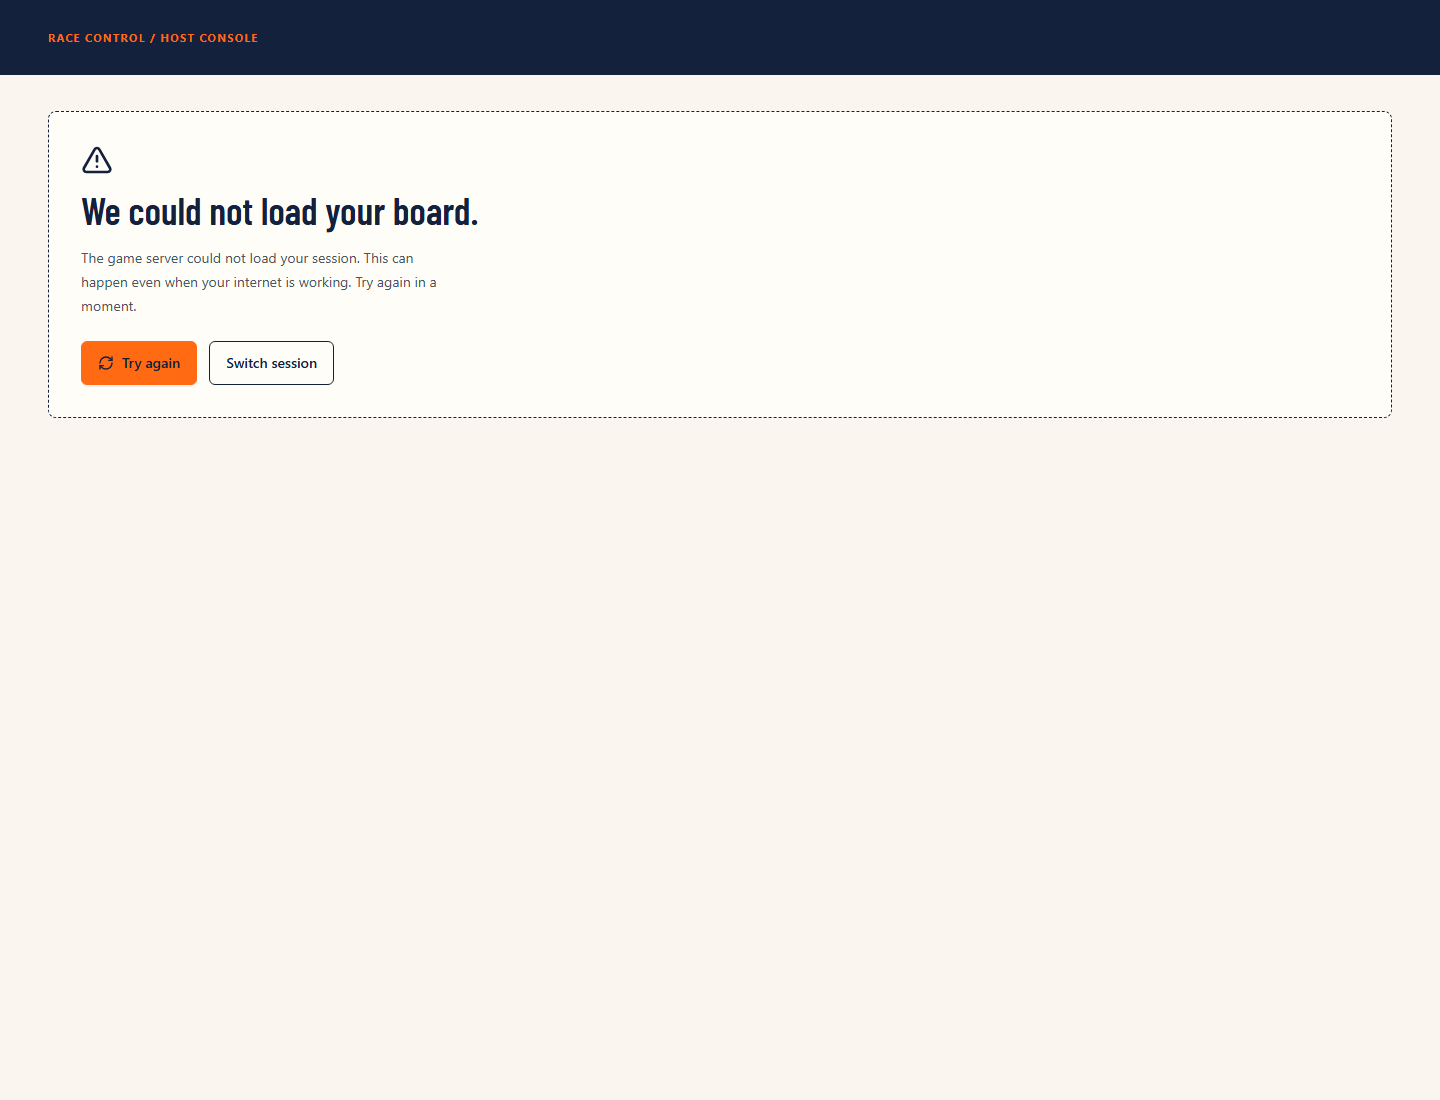 RACE CONTROL / HOST CONSOLE
We could not load your board.
The game server could not load your session. This can
happen even when your internet is working. Try again in a
moment.
Try again
Switch session